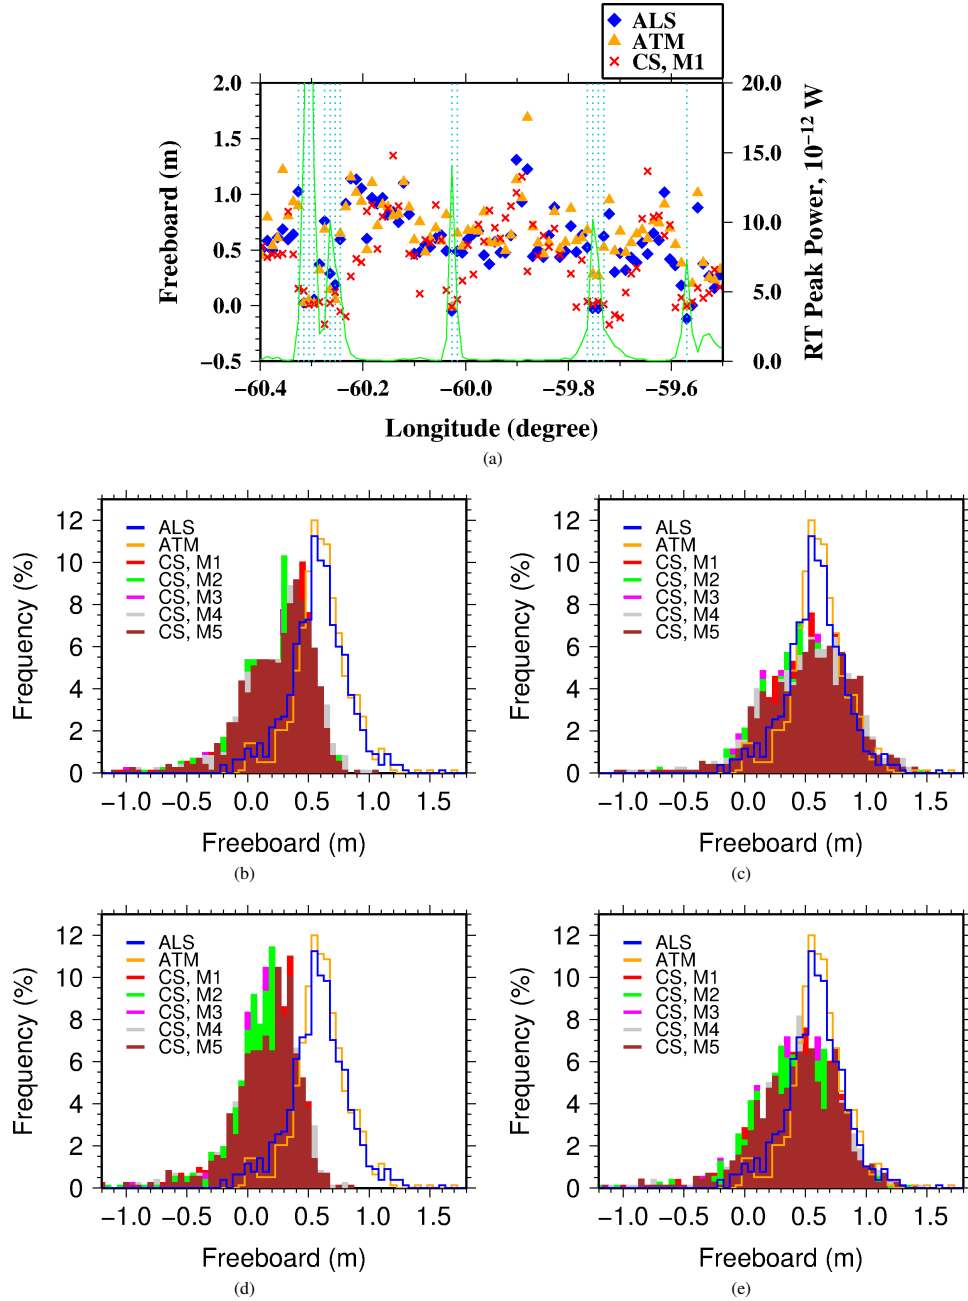 ALS
ATM
CS, M1
2.0
1.5
1.0
0.5
0.0
−0.5
Freeboard (m)
20.0
15.0
10.0
5.0
0.0
RT Peak Power, 10⁻¹² W
−60.4 −60.2 −60.0 −59.8 −59.6
Longitude (degree)
(a)
12
10
8
6
4
2
0
Frequency (%)
ALS
ATM
CS, M1
CS, M2
CS, M3
CS, M4
CS, M5
−1.0 −0.5 0.0 0.5 1.0 1.5
Freeboard (m)
(b)
12
10
8
6
4
2
0
Frequency (%)
ALS
ATM
CS, M1
CS, M2
CS, M3
CS, M4
CS, M5
−1.0 −0.5 0.0 0.5 1.0 1.5
Freeboard (m)
(c)
12
10
8
6
4
2
0
Frequency (%)
ALS
ATM
CS, M1
CS, M2
CS, M3
CS, M4
CS, M5
−1.0 −0.5 0.0 0.5 1.0 1.5
Freeboard (m)
(d)
12
10
8
6
4
2
0
Frequency (%)
ALS
ATM
CS, M1
CS, M2
CS, M3
CS, M4
CS, M5
−1.0 −0.5 0.0 0.5 1.0 1.5
Freeboard (m)
(e)